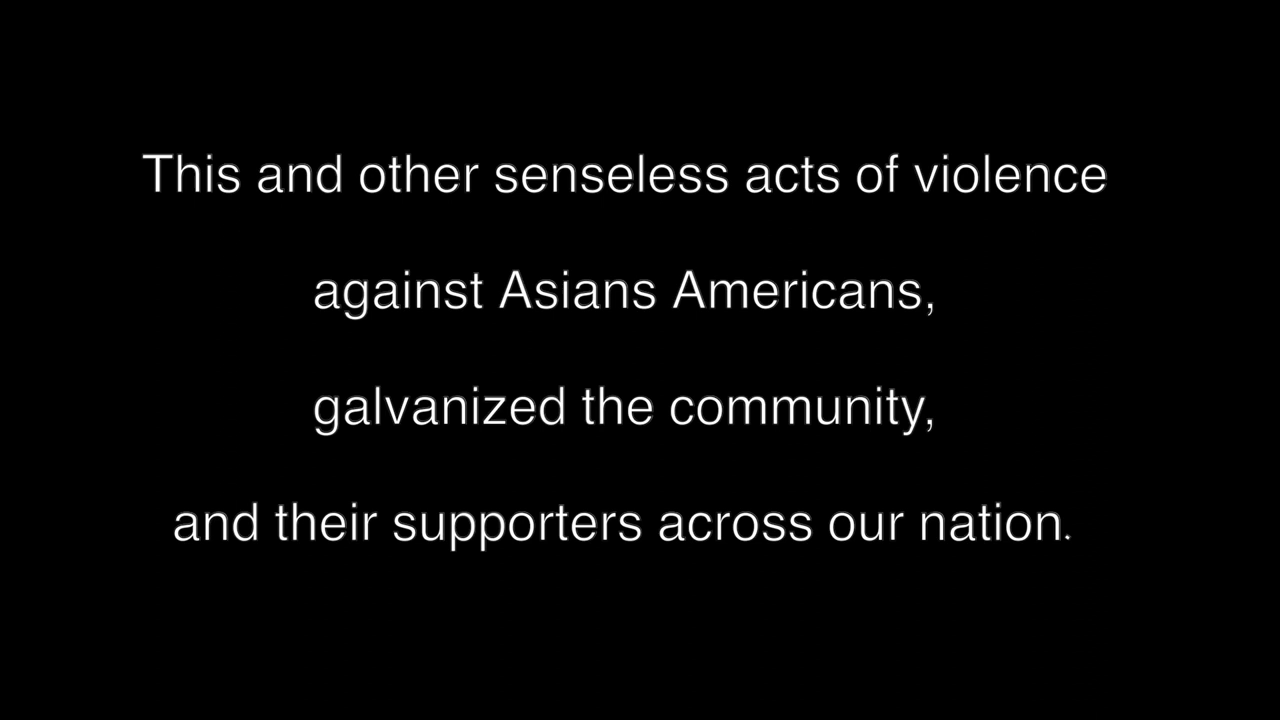 This and other senseless acts of violence
against Asians Americans,
galvanized the community,
and their supporters across our nation.